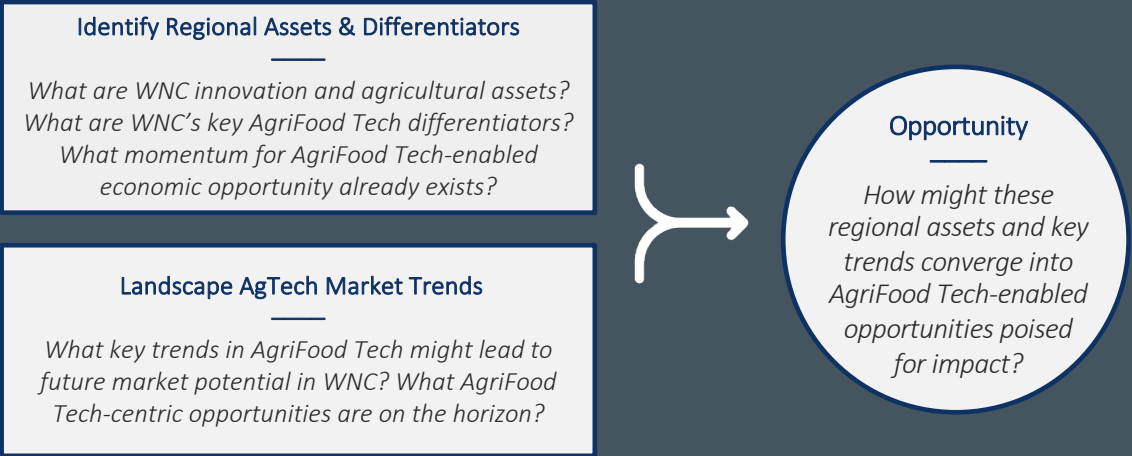 Identify Regional Assets & Differentiators
What are WNC innovation and agricultural assets?
What are WNC’s key AgriFood Tech differentiators?
What momentum for AgriFood Tech-enabled
economic opportunity already exists?
Landscape AgTech Market Trends
What key trends in AgriFood Tech might lead to
future market potential in WNC? What AgriFood
Tech-centric opportunities are on the horizon?
Opportunity
How might these
regional assets and key
trends converge into
AgriFood Tech-enabled
opportunities poised
for impact?